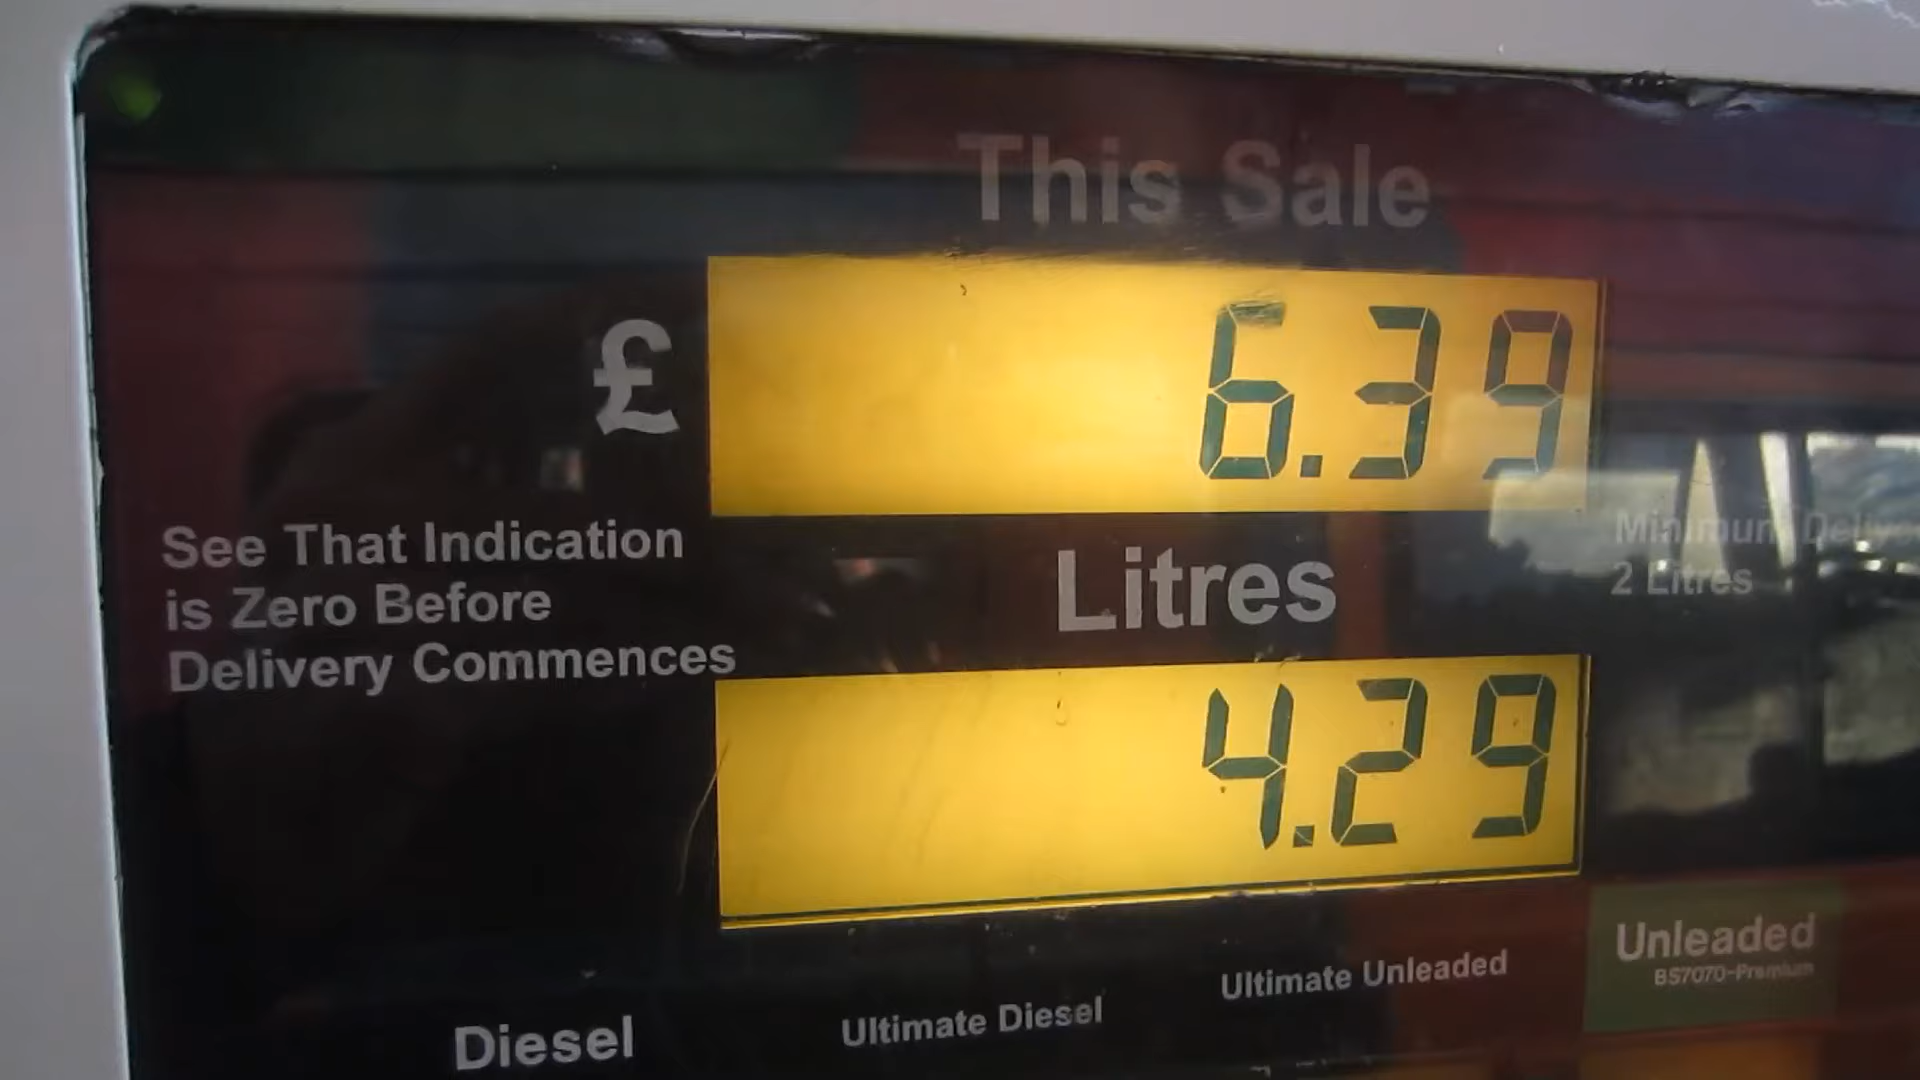 This Sale
£ 6.39
See That Indication
is Zero Before
Delivery Commences
Litres
Minimum
2 Litres
4.29
Unleaded
BS7070-Premium
Ultimate Unleaded
Ultimate Diesel
Diesel